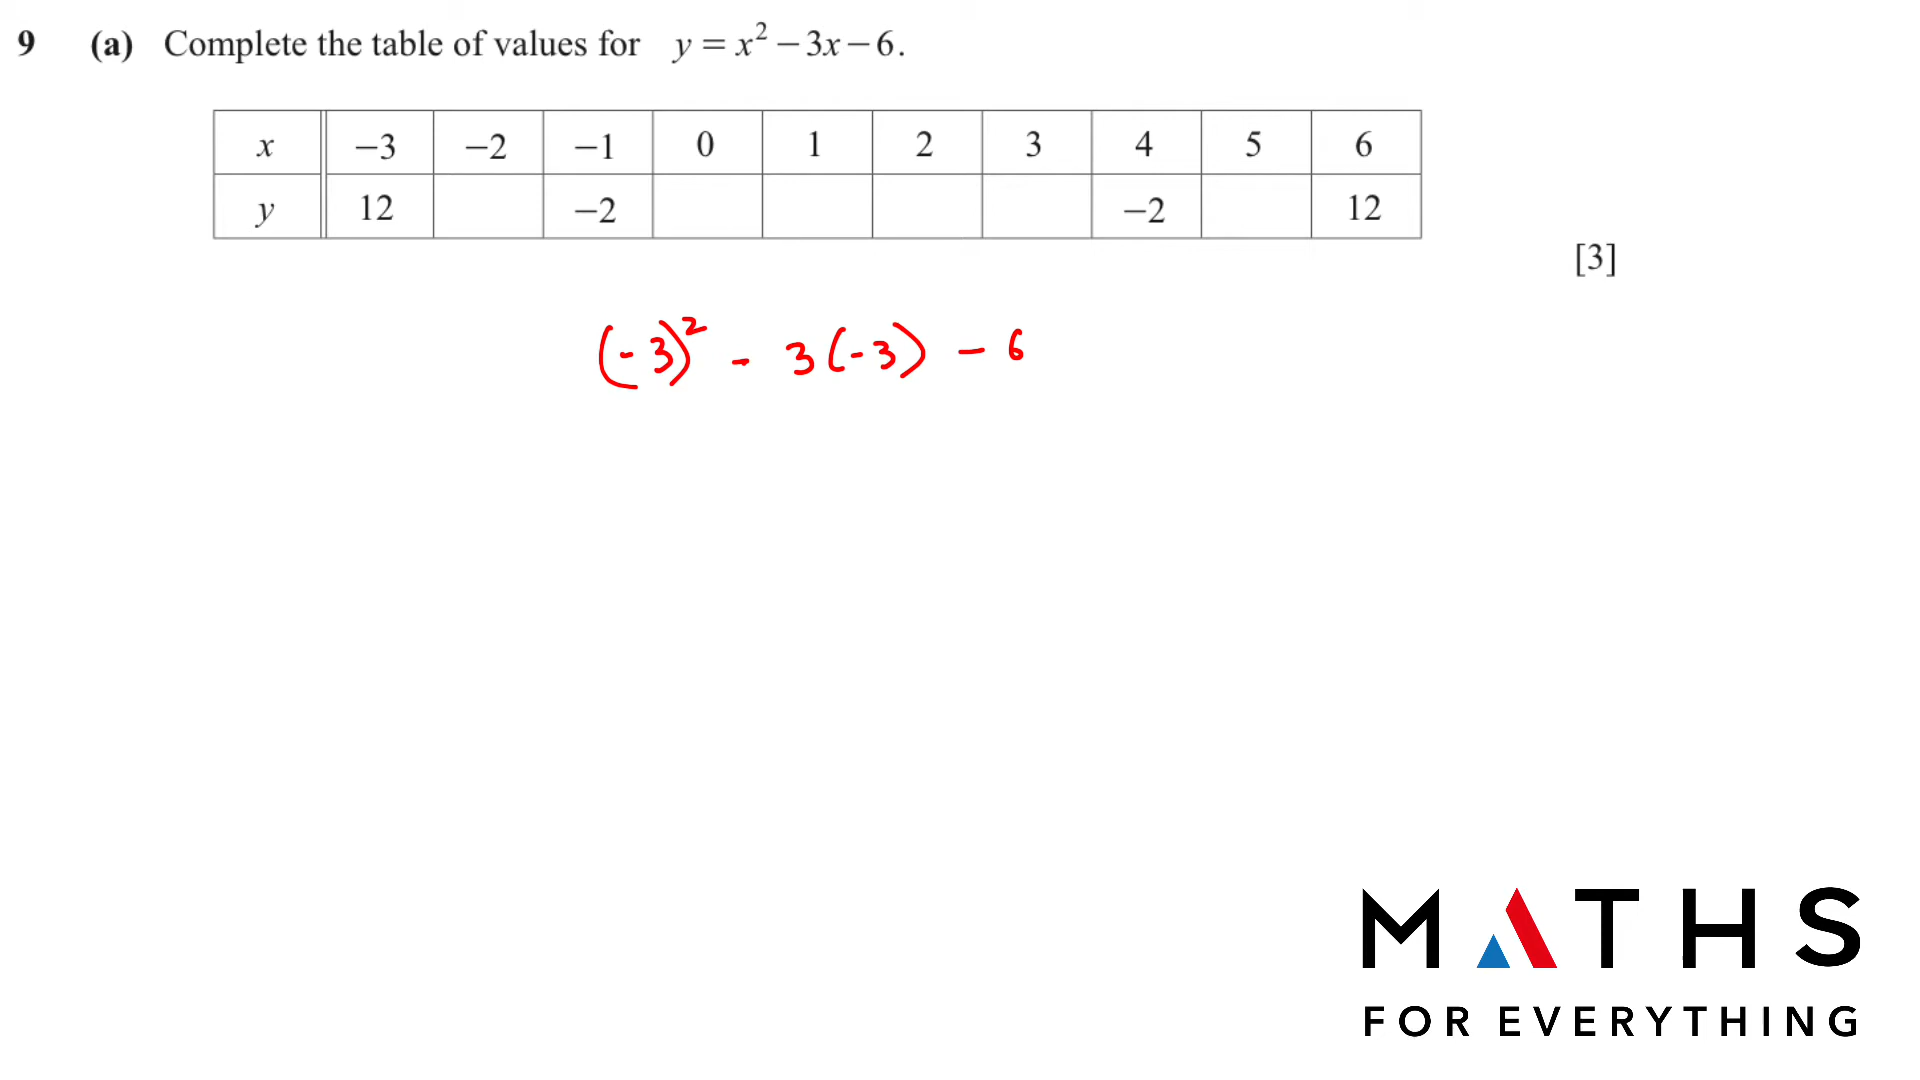 9 (a) Complete the table of values for y = x² − 3x − 6.
x −3 −2 −1 0 1 2 3 4 5 6
y 12 −2 −2 12
[3]
(-3)² - 3(-3) - 6
MATHS
FOR EVERYTHING